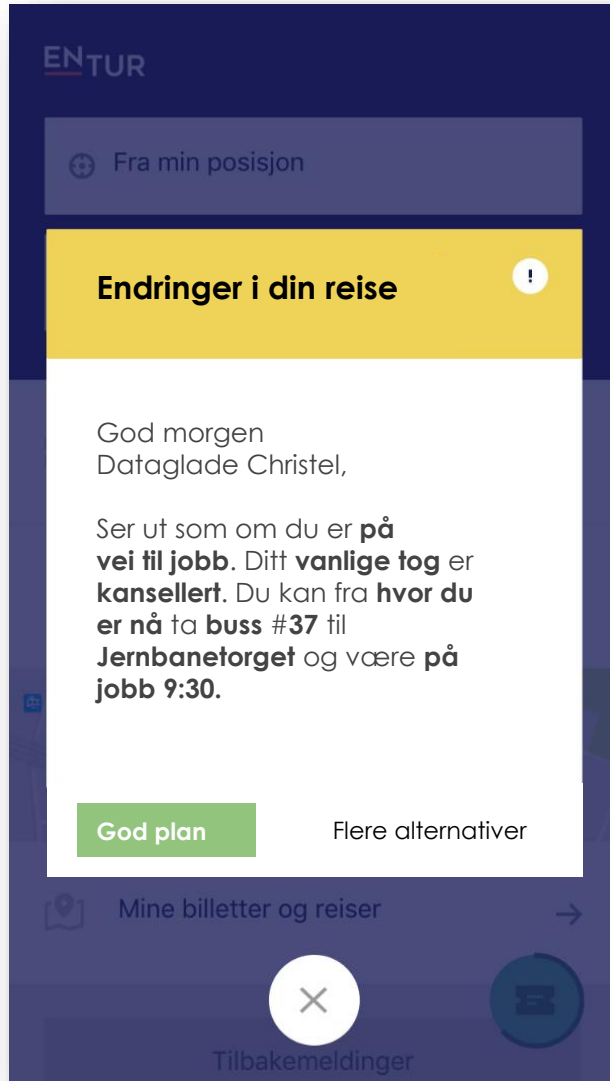 ENTUR
Fra min posisjon
Endringer i din reise
!
God morgen
Dataglade Christel,
Ser ut som om du er på
vei til jobb. Ditt vanlige tog er
kansellert. Du kan fra hvor du
er nå ta buss #37 til
Jernbanetorget og være på
jobb 9:30.
God plan
Flere alternativer
Mine billetter og reiser
Tilbakemeldinger